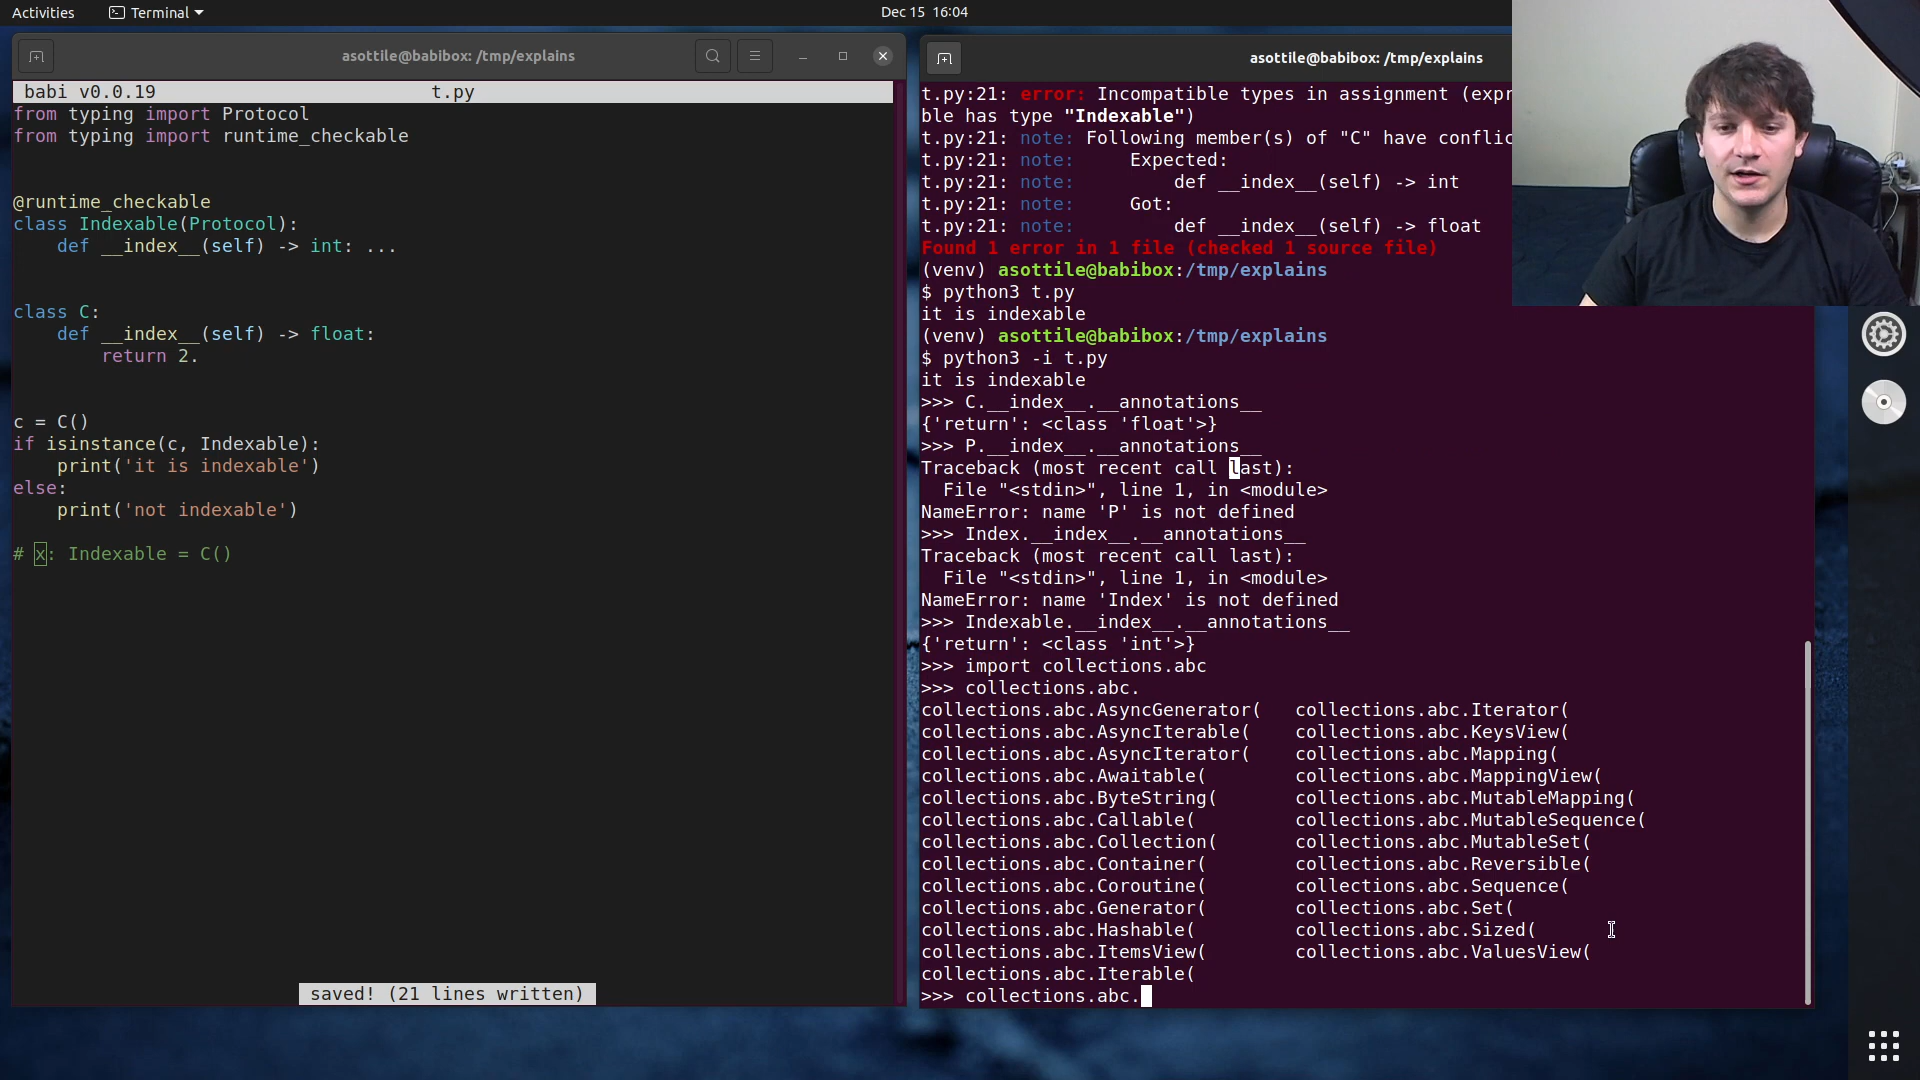 Activities
Terminal
Dec 15 16:04
asottile@babibox: /tmp/explains
babi v0.0.19 t.py
from typing import Protocol
from typing import runtime_checkable
@runtime_checkable
class Indexable(Protocol):
    def __index__(self) -> int: ...
class C:
    def __index__(self) -> float:
        return 2.
c = C()
if isinstance(c, Indexable):
    print('it is indexable')
else:
    print('not indexable')
# x: Indexable = C()
saved! (21 lines written)
asottile@babibox: /tmp/explains
t.py:21: error: Incompatible types in assignment (expr
ble has type "Indexable")
t.py:21: note: Following member(s) of "C" have conflic
t.py:21: note:     Expected:
t.py:21: note:         def __index__(self) -> int
t.py:21: note:     Got:
t.py:21: note:         def __index__(self) -> float
Found 1 error in 1 file (checked 1 source file)
(venv) asottile@babibox:/tmp/explains
$ python3 t.py
it is indexable
(venv) asottile@babibox:/tmp/explains
$ python3 -i t.py
it is indexable
>>> C.__index__.__annotations__
{'return': <class 'float'>}
>>> P.__index__.__annotations__
Traceback (most recent call last):
  File "<stdin>", line 1, in <module>
NameError: name 'P' is not defined
>>> Index.__index__.__annotations__
Traceback (most recent call last):
  File "<stdin>", line 1, in <module>
NameError: name 'Index' is not defined
>>> Indexable.__index__.__annotations__
{'return': <class 'int'>}
>>> import collections.abc
>>> collections.abc.
collections.abc.AsyncGenerator(   collections.abc.Iterator(
collections.abc.AsyncIterable(    collections.abc.KeysView(
collections.abc.AsyncIterator(    collections.abc.Mapping(
collections.abc.Awaitable(        collections.abc.MappingView(
collections.abc.ByteString(       collections.abc.MutableMapping(
collections.abc.Callable(         collections.abc.MutableSequence(
collections.abc.Collection(       collections.abc.MutableSet(
collections.abc.Container(        collections.abc.Reversible(
collections.abc.Coroutine(        collections.abc.Sequence(
collections.abc.Generator(        collections.abc.Set(
collections.abc.Hashable(         collections.abc.Sized(
collections.abc.ItemsView(        collections.abc.ValuesView(
collections.abc.Iterable(
>>> collections.abc.